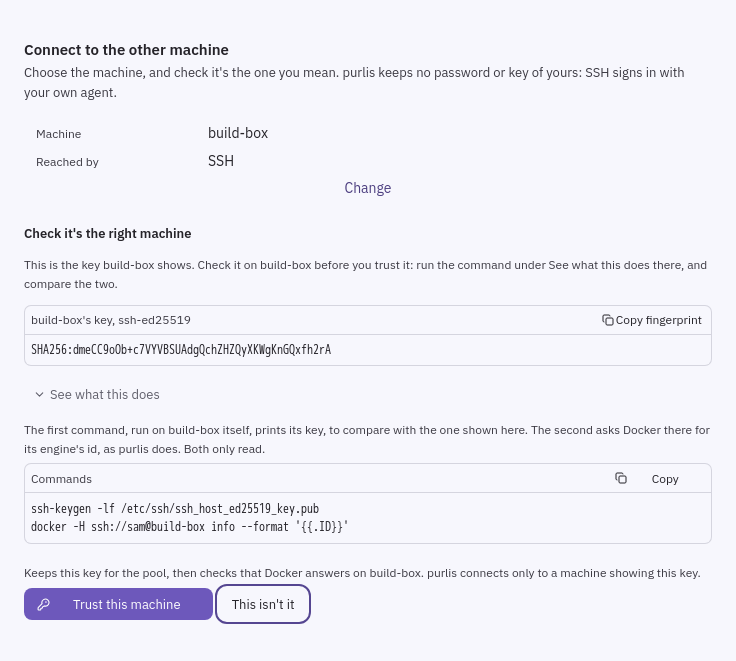 Connect to the other machine
Choose the machine, and check it's the one you mean. purlis keeps no password or key of yours: SSH signs in with
your own agent.
Machine build-box
Reached by SSH
Change
Check it's the right machine
This is the key build-box shows. Check it on build-box before you trust it: run the command under See what this does there, and
compare the two.
build-box's key, ssh-ed25519 Copy fingerprint
SHA256:dmeCC9oOb+c7VYVBSUAdgQchZHZQyXKWgKnGQxfh2rA
See what this does
The first command, run on build-box itself, prints its key, to compare with the one shown here. The second asks Docker there for
its engine's id, as purlis does. Both only read.
Commands Copy
ssh-keygen -lf /etc/ssh/ssh_host_ed25519_key.pub
docker -H ssh://sam@build-box info --format '{{.ID}}'
Keeps this key for the pool, then checks that Docker answers on build-box. purlis connects only to a machine showing this key.
Trust this machine This isn't it